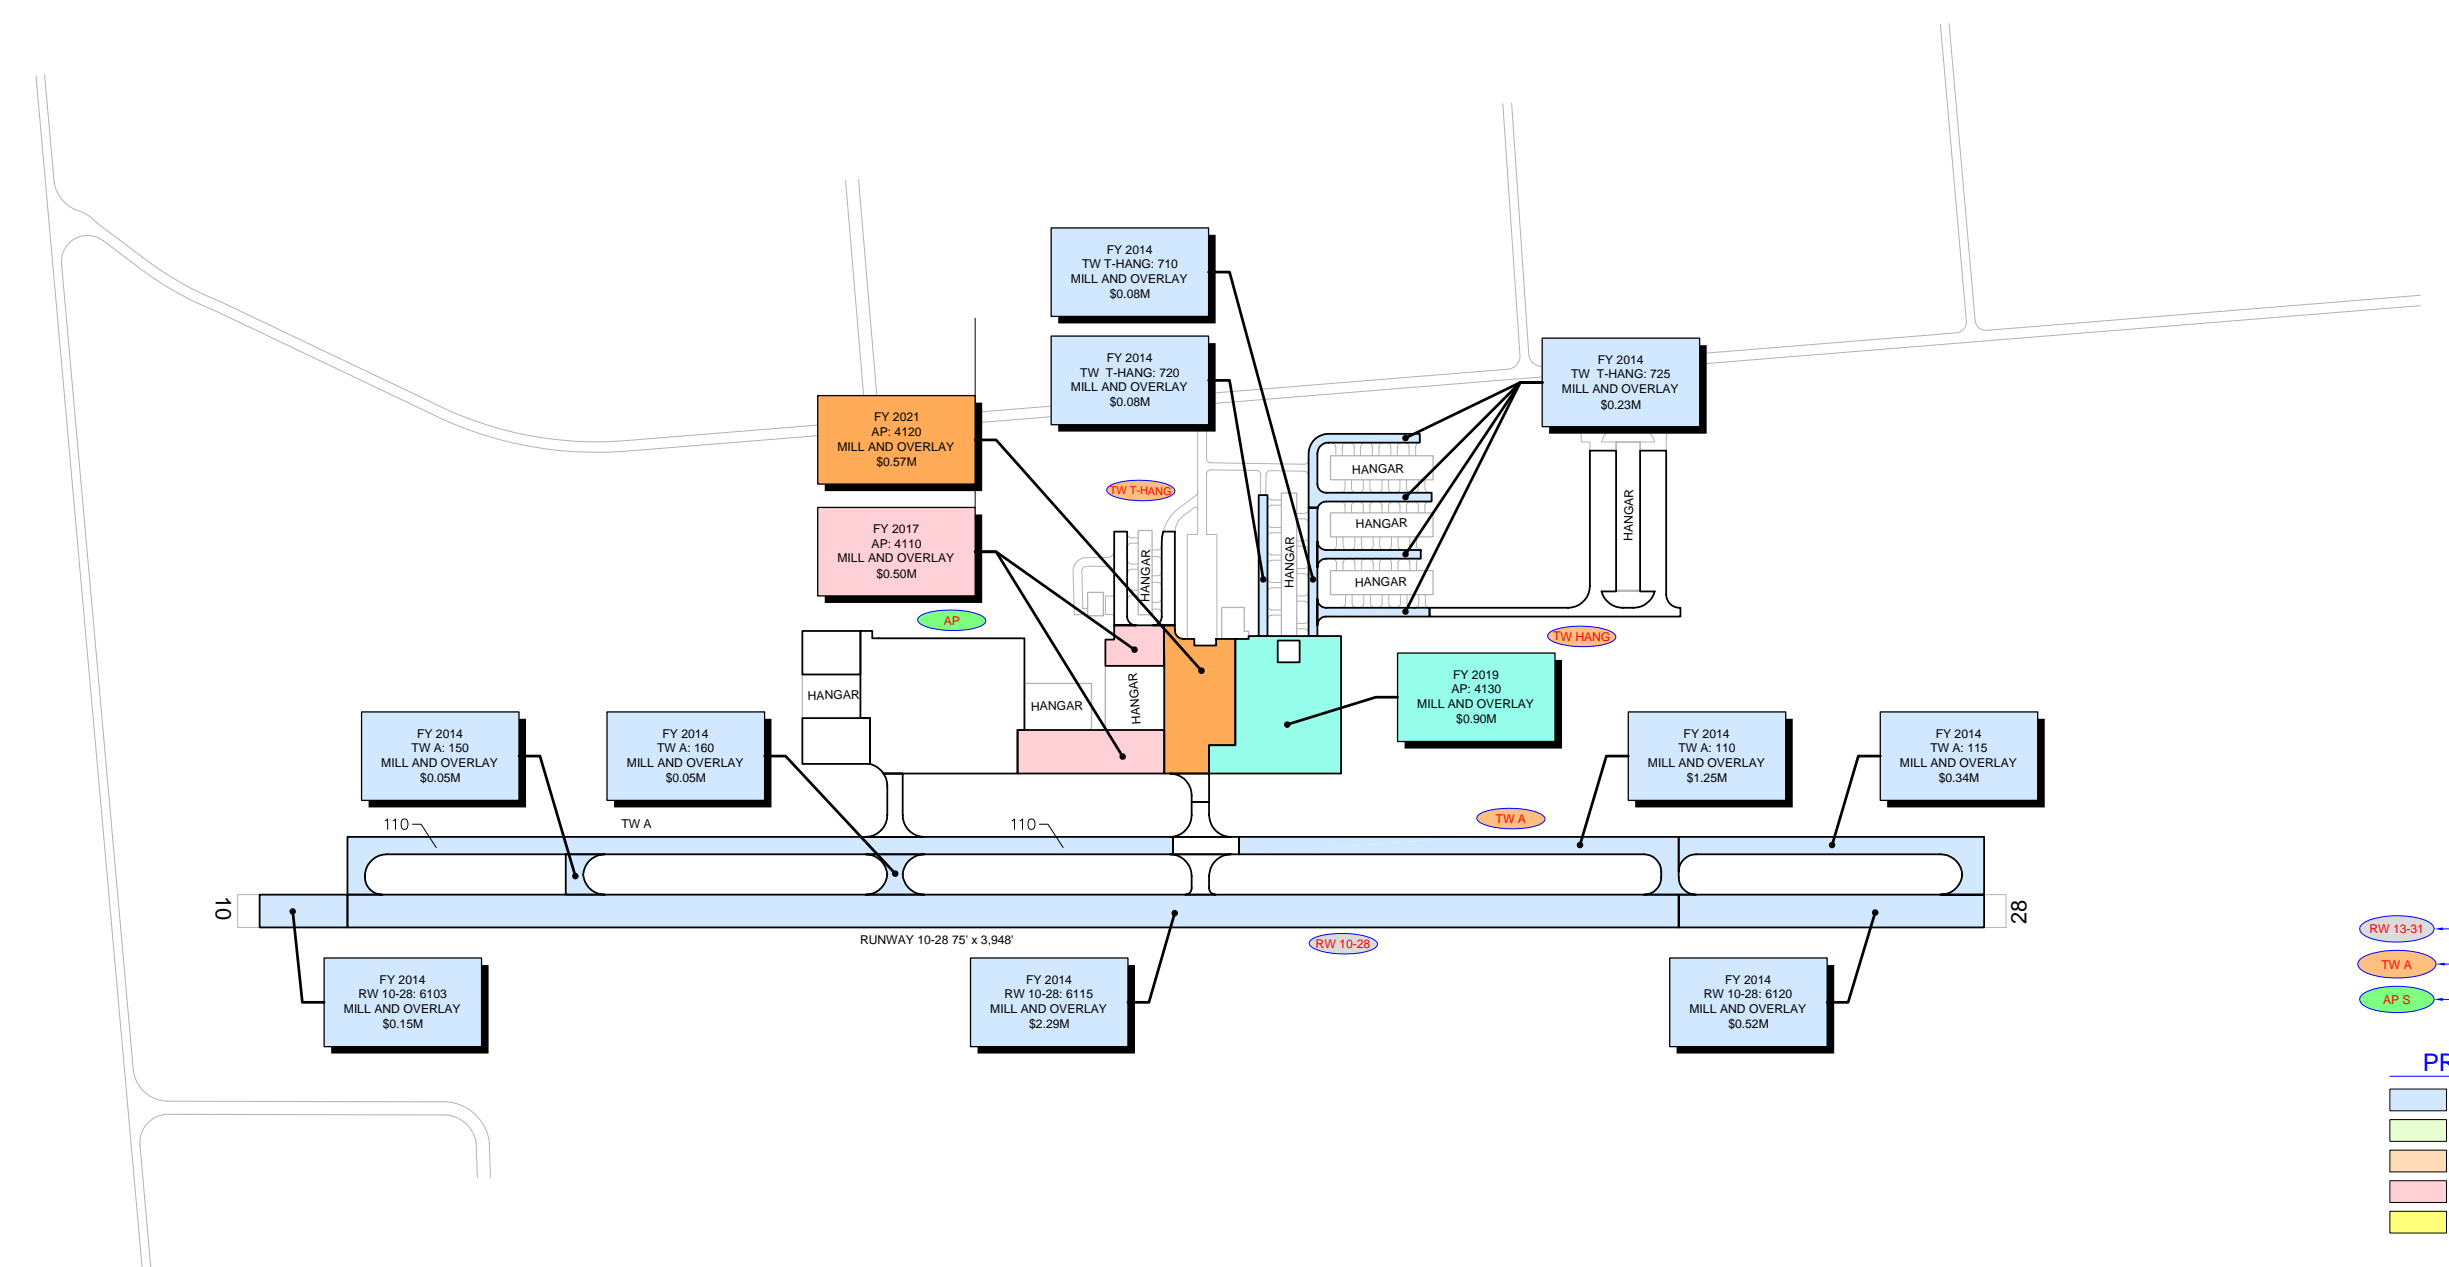 FY 2014
TW T-HANG: 710
MILL AND OVERLAY
$0.08M
FY 2014
TW T-HANG: 720
MILL AND OVERLAY
$0.08M
FY 2014
TW T-HANG: 725
MILL AND OVERLAY
$0.23M
FY 2021
AP: 4120
MILL AND OVERLAY
$0.57M
FY 2017
AP: 4110
MILL AND OVERLAY
$0.50M
TW T-HANG
HANGAR
HANGAR
HANGAR
HANGAR
HANGAR
HANGAR
AP
TW HANG
HANGAR
HANGAR
HANGAR
FY 2019
AP: 4130
MILL AND OVERLAY
$0.90M
FY 2014
TW A: 150
MILL AND OVERLAY
$0.05M
FY 2014
TW A: 160
MILL AND OVERLAY
$0.05M
FY 2014
TW A: 110
MILL AND OVERLAY
$1.25M
FY 2014
TW A: 115
MILL AND OVERLAY
$0.34M
110
TW A
110
TW A
10
28
RUNWAY 10-28 75' x 3,948'
RW 10-28
FY 2014
RW 10-28: 6103
MILL AND OVERLAY
$0.15M
FY 2014
RW 10-28: 6115
MILL AND OVERLAY
$2.29M
FY 2014
RW 10-28: 6120
MILL AND OVERLAY
$0.52M
RW 13-31
TW A
AP S
PR